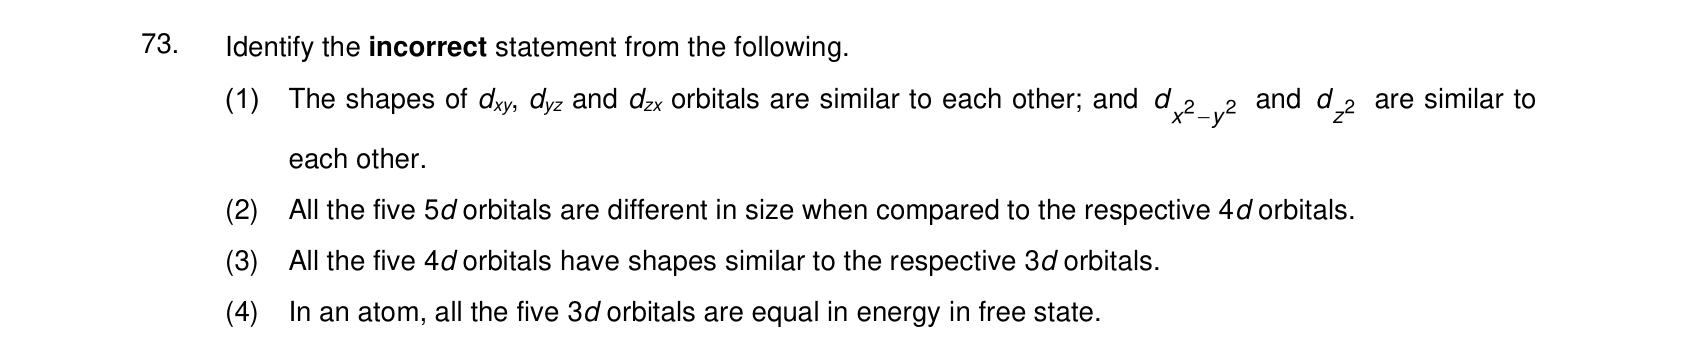 73. Identify the incorrect statement from the following.
(1) The shapes of dxy, dyz and dzx orbitals are similar to each other; and dx²–y² and dz² are similar to
each other.
(2) All the five 5d orbitals are different in size when compared to the respective 4d orbitals.
(3) All the five 4d orbitals have shapes similar to the respective 3d orbitals.
(4) In an atom, all the five 3d orbitals are equal in energy in free state.